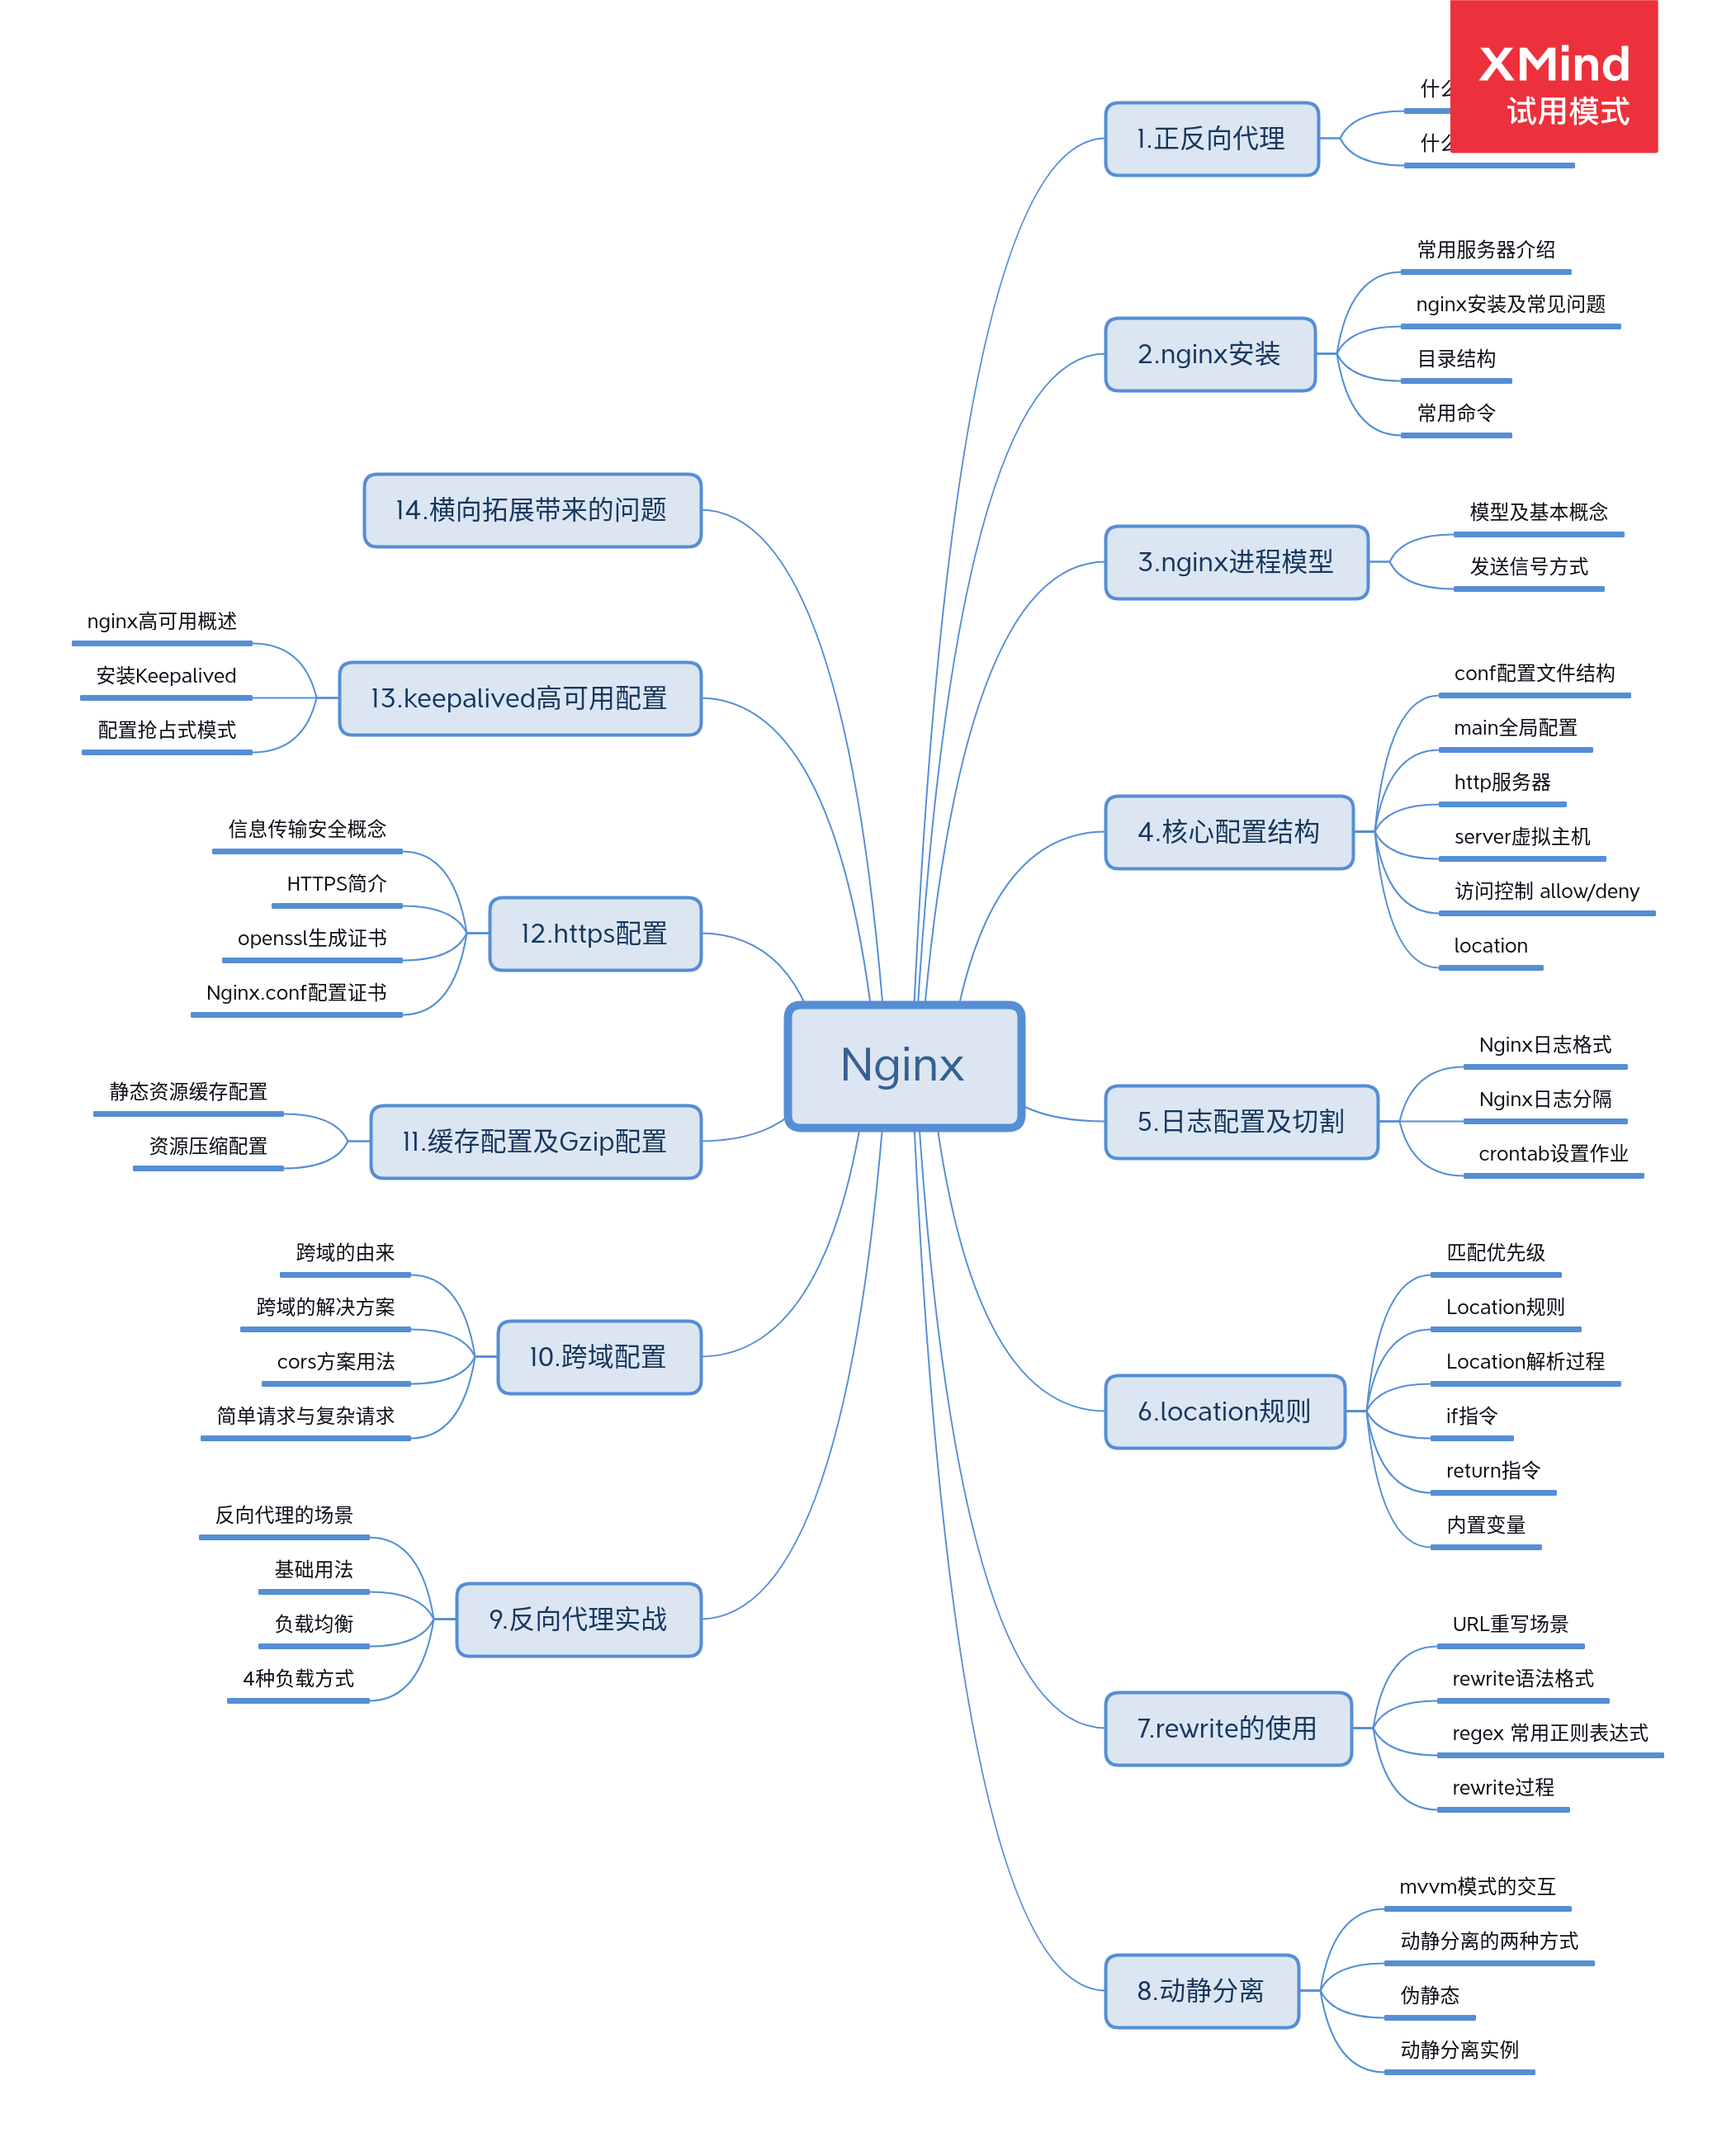 Nginx
1.正反向代理
什么
什么
XMind
试用模式
2.nginx安装
常用服务器介绍
nginx安装及常见问题
目录结构
常用命令
3.nginx进程模型
模型及基本概念
发送信号方式
4.核心配置结构
conf配置文件结构
main全局配置
http服务器
server虚拟主机
访问控制 allow/deny
location
5.日志配置及切割
Nginx日志格式
Nginx日志分隔
crontab设置作业
6.location规则
匹配优先级
Location规则
Location解析过程
if指令
return指令
内置变量
7.rewrite的使用
URL重写场景
rewrite语法格式
regex 常用正则表达式
rewrite过程
8.动静分离
mvvm模式的交互
动静分离的两种方式
伪静态
动静分离实例
9.反向代理实战
反向代理的场景
基础用法
负载均衡
4种负载方式
10.跨域配置
跨域的由来
跨域的解决方案
cors方案用法
简单请求与复杂请求
11.缓存配置及Gzip配置
静态资源缓存配置
资源压缩配置
12.https配置
信息传输安全概念
HTTPS简介
openssl生成证书
Nginx.conf配置证书
13.keepalived高可用配置
nginx高可用概述
安装Keepalived
配置抢占式模式
14.横向拓展带来的问题